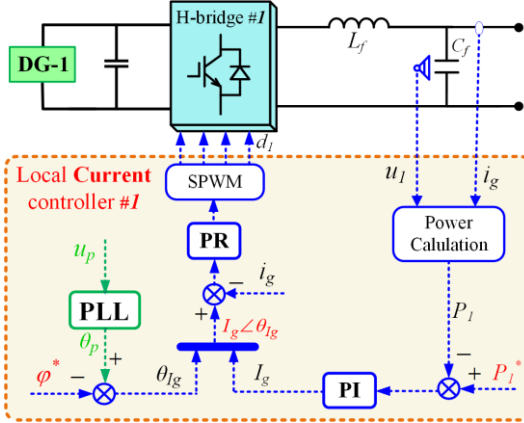 H-bridge #1
DG-1
L_f
C_f
d_1
Local Current
controller #1
SPWM
u_1
i_g
PR
Power
Calulation
u_p
i_g
PLL
I_g∠θ_Ig
P_1
θ_p
φ*
θ_Ig
I_g
PI
P_1*
+
−
+
−
−
+